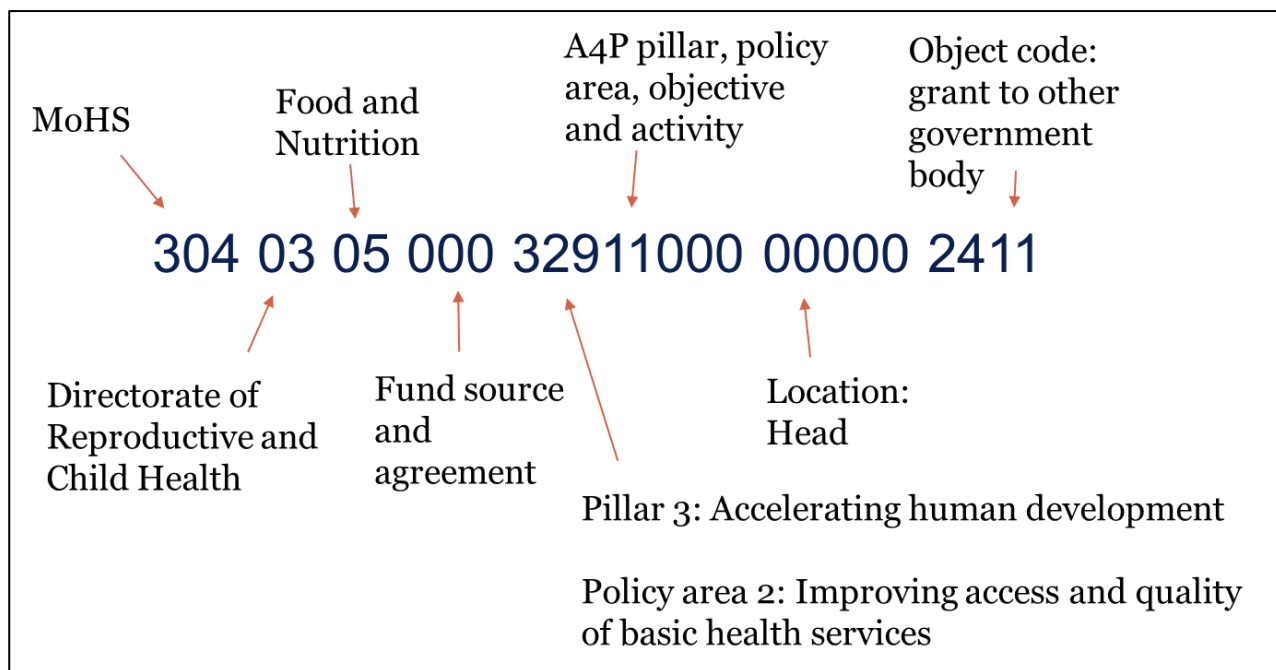 MoHS
Food and
Nutrition
A4P pillar, policy
area, objective
and activity
Object code:
grant to other
government
body
304 03 05 000 32911000 00000 2411
Directorate of
Reproductive and
Child Health
Fund source
and
agreement
Location:
Head
Pillar 3: Accelerating human development
Policy area 2: Improving access and quality
of basic health services